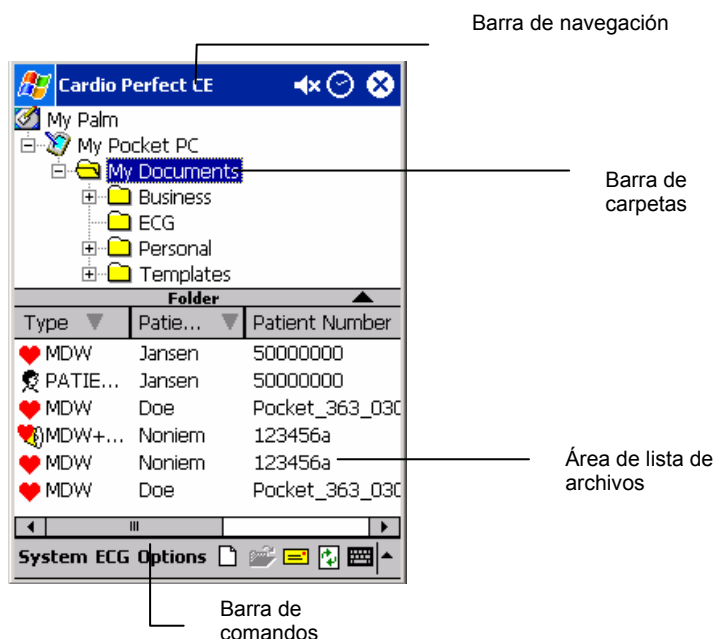 Barra de navegación
Cardio Perfect CE
My Palm
My Pocket PC
My Documents
Business
ECG
Personal
Templates
Barra de
carpetas
Folder
Type Patie... Patient Number
MDW Jansen 50000000
PATIE... Jansen 50000000
MDW Doe Pocket_363_030
MDW+... Noniem 123456a
MDW Noniem 123456a
MDW Doe Pocket_363_030
Área de lista de
archivos
System ECG Options
Barra de
comandos